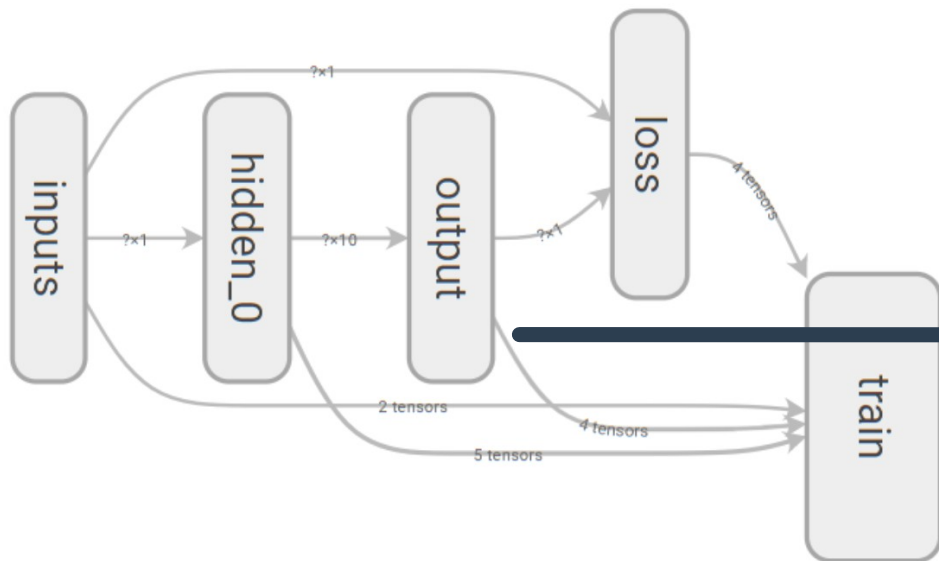 ?×1
loss
inputs
?×1
hidden_0
?×10
output
?×1
4 tensors
train
2 tensors
4 tensors
5 tensors